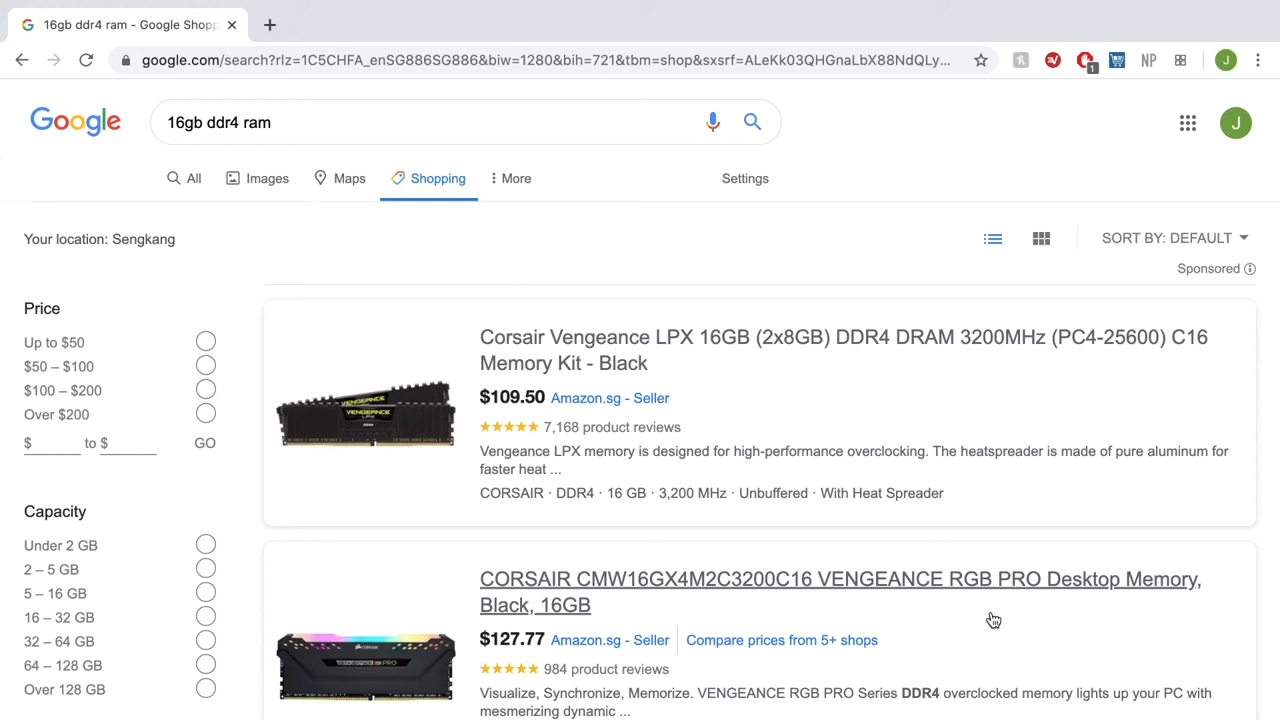 16gb ddr4 ram - Google Shopp
google.com/search?rlz=1C5CHFA_enSG886SG886&biw=1280&bih=721&tbm=shop&sxsrf=ALeKk03QHGnaLbX88NdQLy...
1
NP
J
Google
16gb ddr4 ram
J
All
Images
Maps
Shopping
More
Settings
Your location: Sengkang
SORT BY: DEFAULT
Sponsored
Price
Up to $50
$50 – $100
$100 – $200
Over $200
$ to $ GO
Capacity
Under 2 GB
2 – 5 GB
5 – 16 GB
16 – 32 GB
32 – 64 GB
64 – 128 GB
Over 128 GB
VENGEANCE
VENGEANCE
LPX
DDR4
Corsair Vengeance LPX 16GB (2x8GB) DDR4 DRAM 3200MHz (PC4-25600) C16
Memory Kit - Black
$109.50 Amazon.sg - Seller
7,168 product reviews
Vengeance LPX memory is designed for high-performance overclocking. The heatspreader is made of pure aluminum for
faster heat ...
CORSAIR · DDR4 · 16 GB · 3,200 MHz · Unbuffered · With Heat Spreader
CORSAIR
VENGEANCE PRO
CORSAIR CMW16GX4M2C3200C16 VENGEANCE RGB PRO Desktop Memory,
Black, 16GB
$127.77 Amazon.sg - Seller Compare prices from 5+ shops
984 product reviews
Visualize, Synchronize, Memorize. VENGEANCE RGB PRO Series DDR4 overclocked memory lights up your PC with
mesmerizing dynamic ...